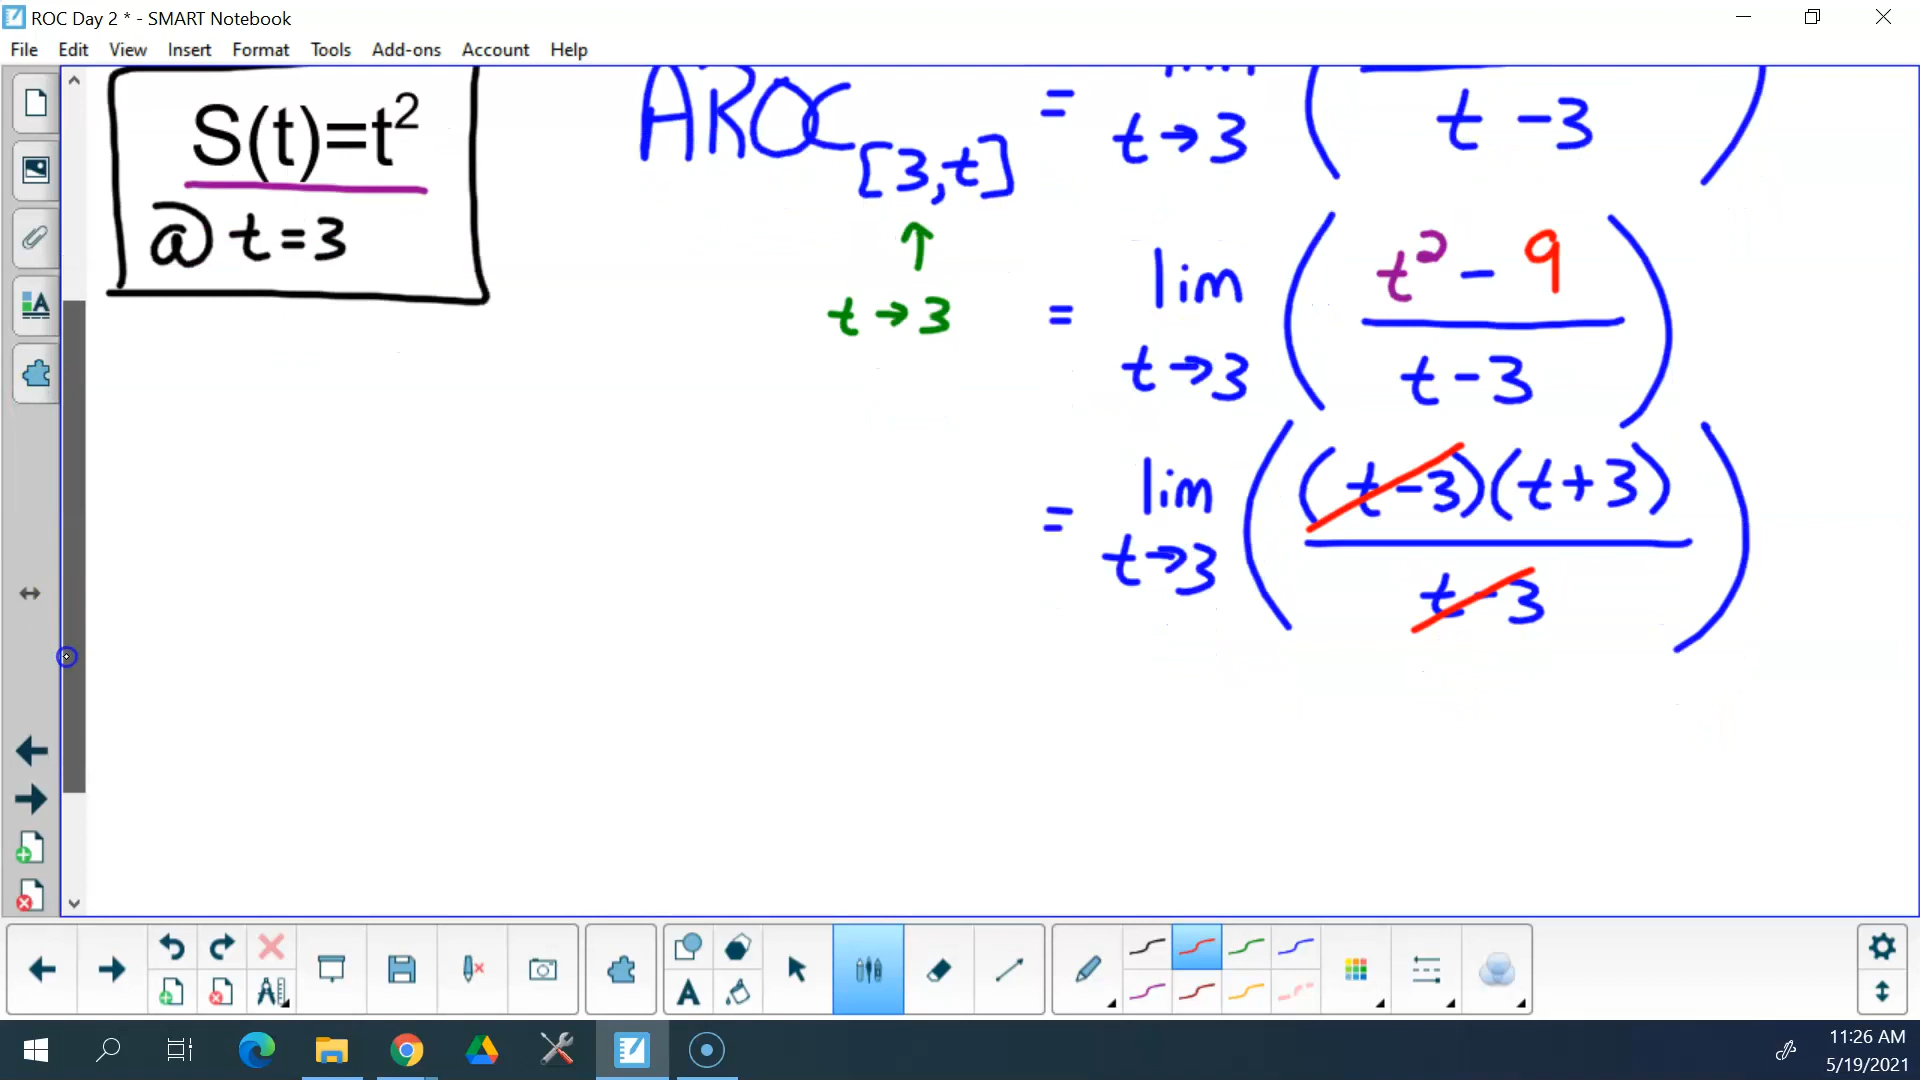 ROC Day 2 * - SMART Notebook
File Edit View Insert Format Tools Add-ons Account Help
S(t)=t²
@ t=3
AROC[3,t] = lim t→3 ( / t-3 )
↑
t→3
= lim t→3 ( t² - 9 / t-3 )
= lim t→3 ( (t-3)(t+3) / t-3 )
11:26 AM
5/19/2021